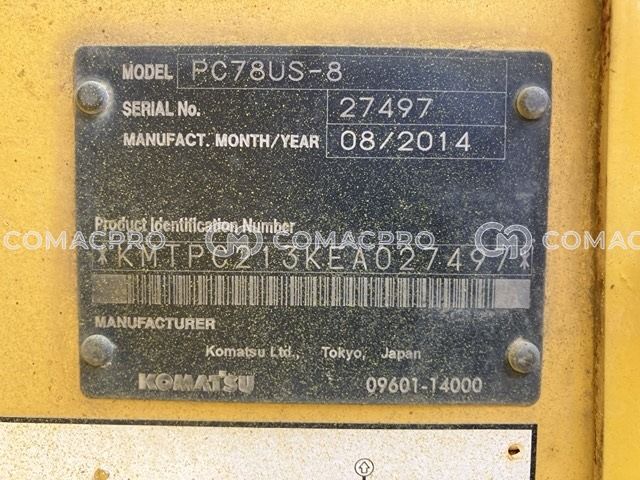 MODEL PC78US-8
SERIAL No. 27497
MANUFACT. MONTH/YEAR 08/2014
Product Identification Number
COMACPRO COMACPRO COMACPRO
*KMTPC213KEA027497*
MANUFACTURER
Komatsu Ltd., Tokyo, Japan
KOMATSU 09601-14000